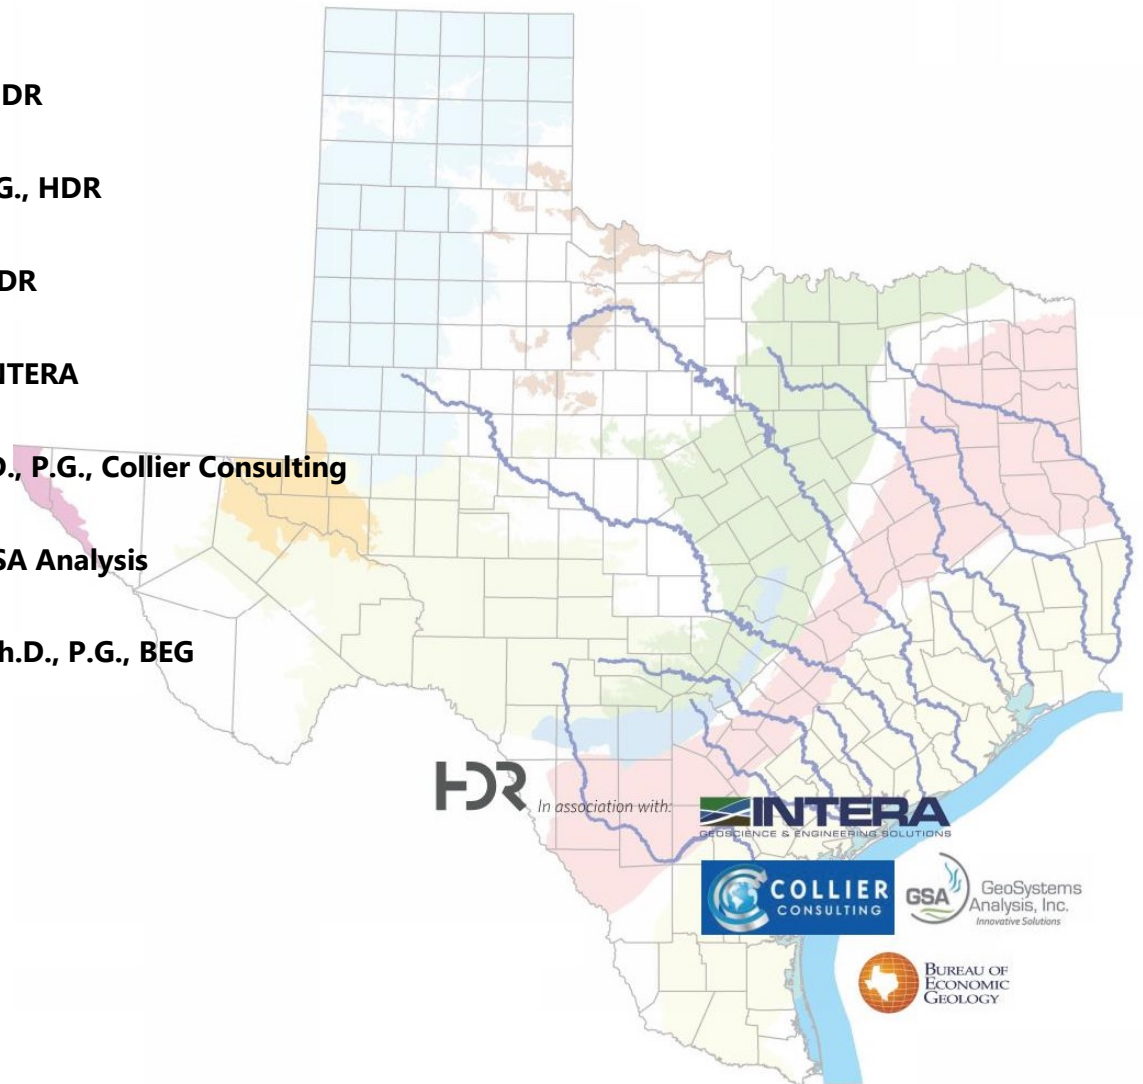 DR
G., HDR
DR
NTERA
D., P.G., Collier Consulting
SA Analysis
h.D., P.G., BEG
HDR
In association with:
INTERA
GEOSCIENCE & ENGINEERING SOLUTIONS
COLLIER
CONSULTING
GSA
GeoSystems
Analysis, Inc.
Innovative Solutions
BUREAU OF
ECONOMIC
GEOLOGY